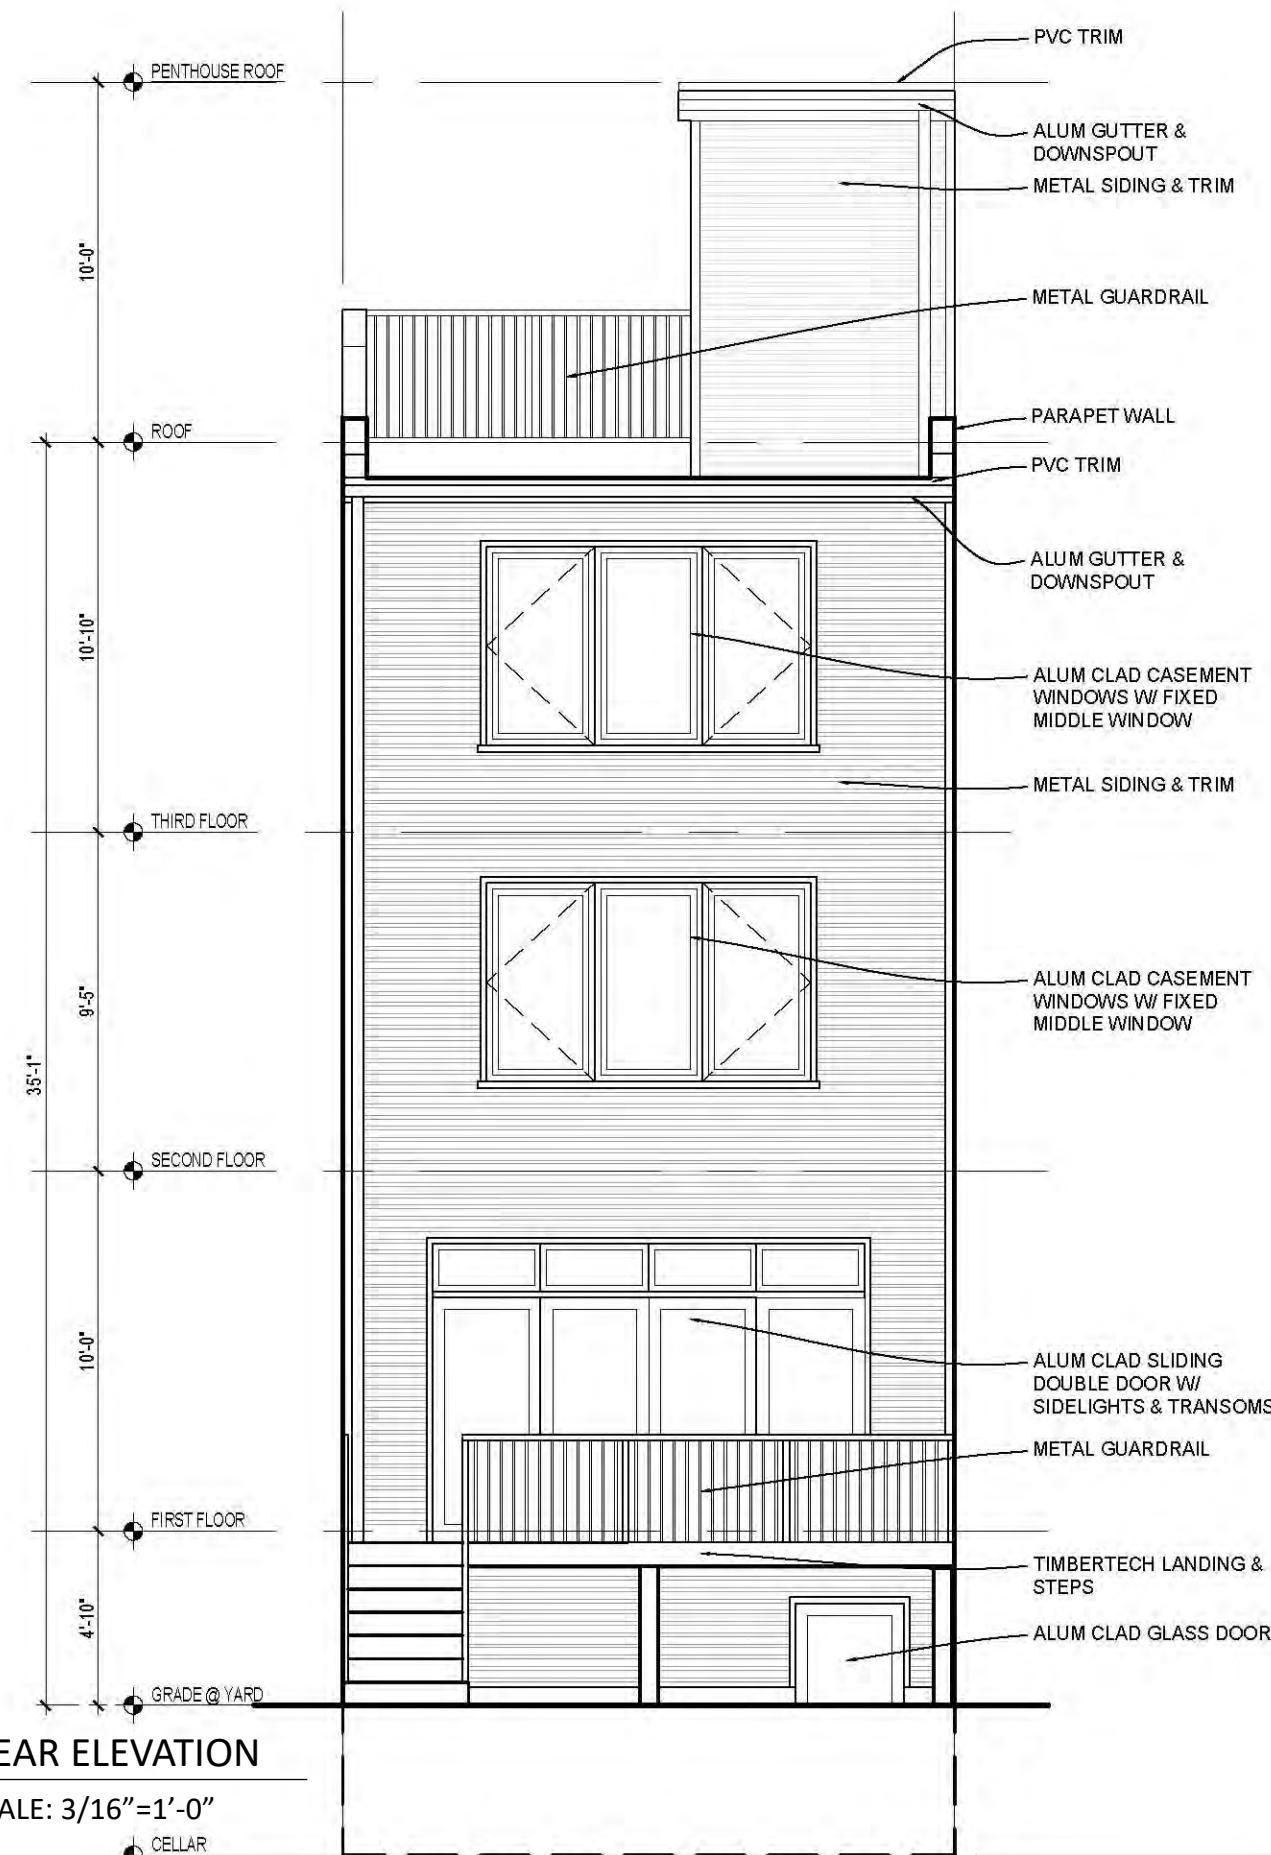 PENTHOUSE ROOF
10'-0"
ROOF
10'-10"
THIRD FLOOR
9'-5"
35'-1"
SECOND FLOOR
10'-0"
FIRST FLOOR
4'-10"
GRADE @ YARD
PVC TRIM
ALUM GUTTER &
DOWNSPOUT
METAL SIDING & TRIM
METAL GUARDRAIL
PARAPET WALL
PVC TRIM
ALUM GUTTER &
DOWNSPOUT
ALUM CLAD CASEMENT
WINDOWS W/ FIXED
MIDDLE WINDOW
METAL SIDING & TRIM
ALUM CLAD CASEMENT
WINDOWS W/ FIXED
MIDDLE WINDOW
ALUM CLAD SLIDING
DOUBLE DOOR W/
SIDELIGHTS & TRANSOMS
METAL GUARDRAIL
TIMBERTECH LANDING &
STEPS
ALUM CLAD GLASS DOOR
EAR ELEVATION
ALE: 3/16”=1’-0”
CELLAR